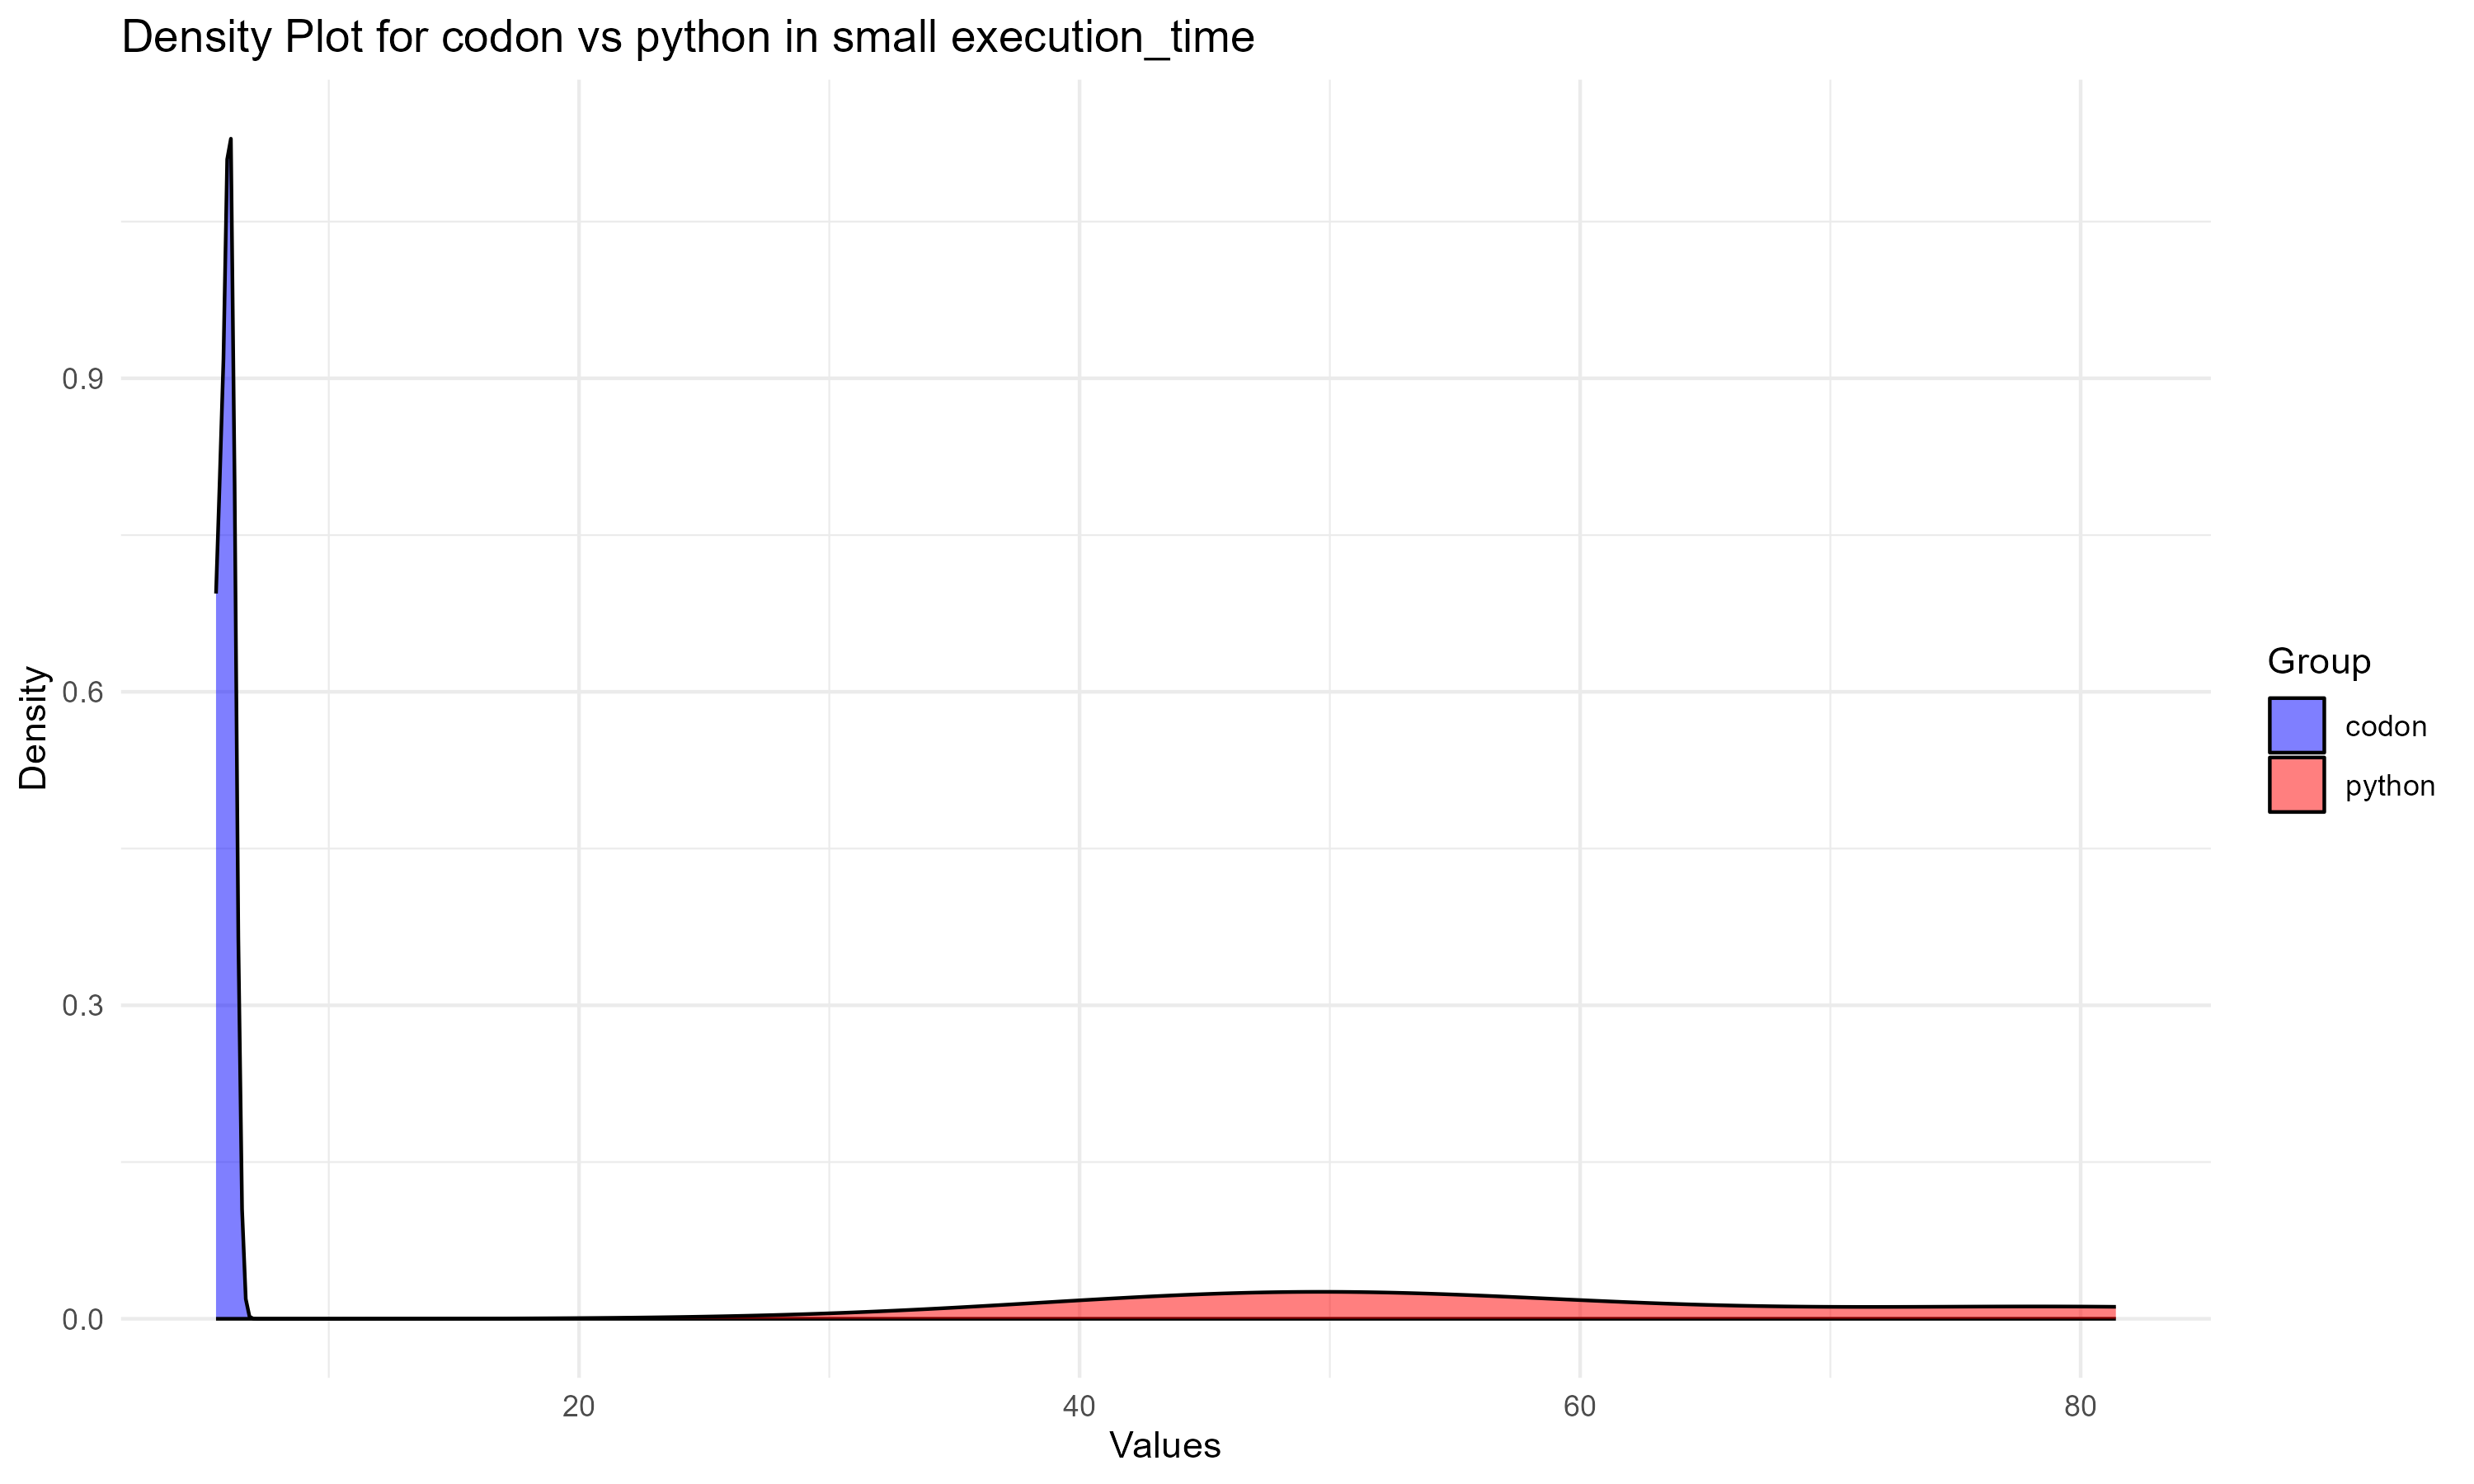 Density Plot for codon vs python in small execution_time
0.9
0.6
0.3
0.0
Density
20 40 60 80
Values
Group
codon
python